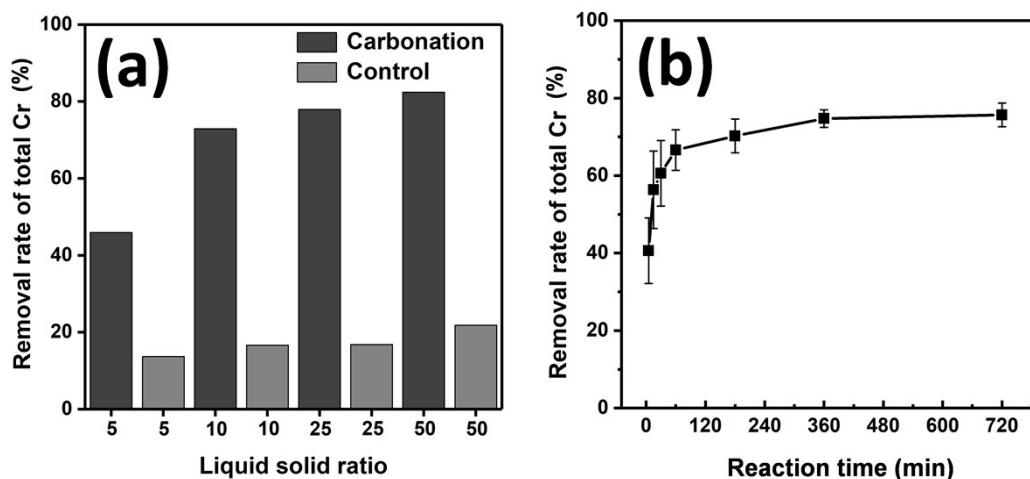 (a)
Carbonation
Control
Removal rate of total Cr (%)
100
80
60
40
20
0
5 5 10 10 25 25 50 50
Liquid solid ratio
(b)
Removal rate of total Cr (%)
100
80
60
40
20
0
0 120 240 360 480 600 720
Reaction time (min)